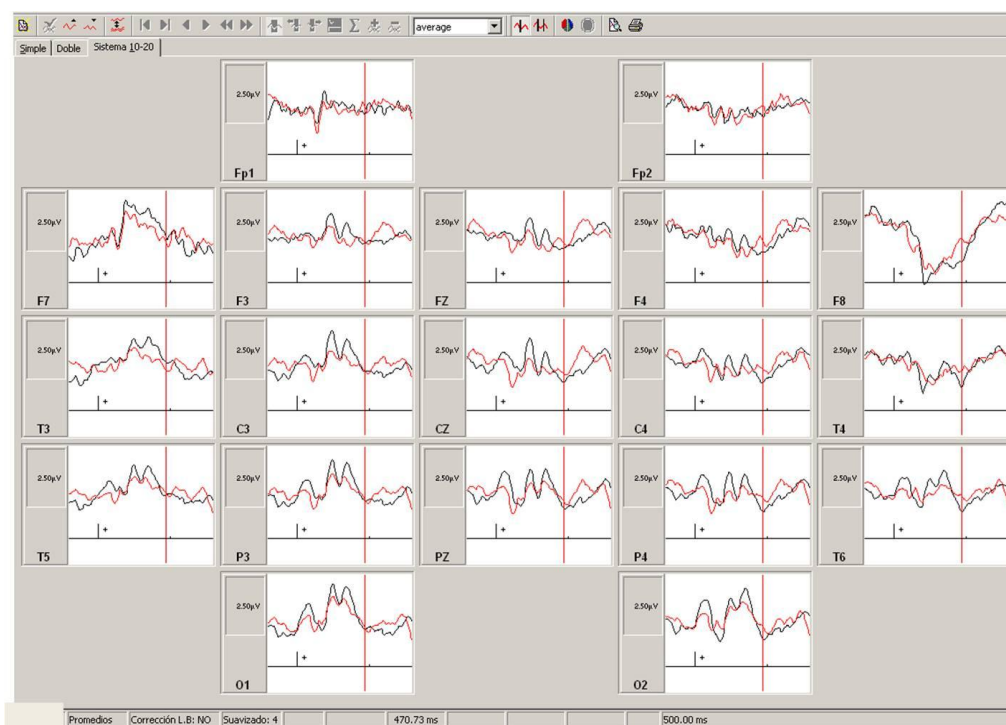 average
Simple Doble Sistema 10-20
2.50µV 2.50µV
+ +
Fp1 Fp2
2.50µV 2.50µV 2.50µV 2.50µV 2.50µV
+ + + + +
F7 F3 FZ F4 F8
2.50µV 2.50µV 2.50µV 2.50µV 2.50µV
+ + + + +
T3 C3 CZ C4 T4
2.50µV 2.50µV 2.50µV 2.50µV 2.50µV
+ + + + +
T5 P3 PZ P4 T6
2.50µV 2.50µV
+ +
O1 O2
Promedios Corrección L.B: NO Suavizado: 4 470.73 ms 500.00 ms